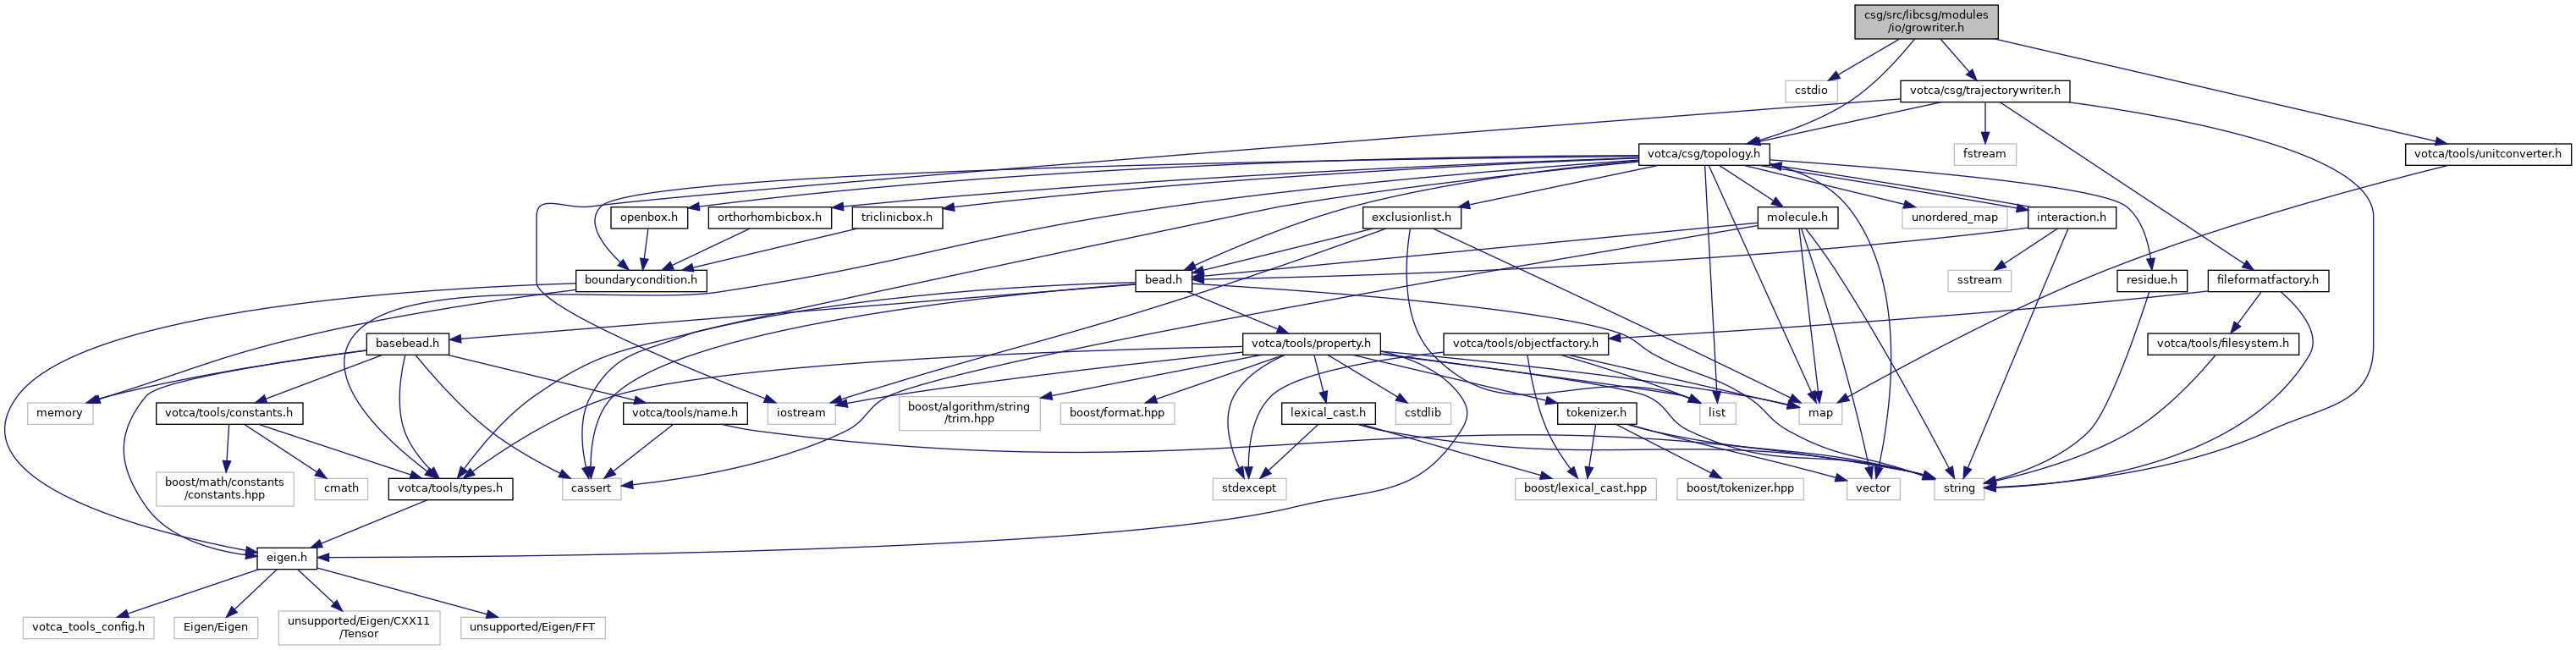 csg/src/libcsg/modules
/io/growriter.h
cstdio
votca/csg/trajectorywriter.h
votca/csg/topology.h
fstream
votca/tools/unitconverter.h
openbox.h
orthorhombicbox.h
triclinicbox.h
exclusionlist.h
molecule.h
unordered_map
interaction.h
boundarycondition.h
bead.h
sstream
residue.h
fileformatfactory.h
basebead.h
votca/tools/property.h
votca/tools/objectfactory.h
votca/tools/filesystem.h
memory
votca/tools/constants.h
votca/tools/name.h
iostream
boost/algorithm/string
/trim.hpp
boost/format.hpp
lexical_cast.h
cstdlib
tokenizer.h
list
map
boost/math/constants
/constants.hpp
cmath
votca/tools/types.h
cassert
stdexcept
boost/lexical_cast.hpp
boost/tokenizer.hpp
vector
string
eigen.h
votca_tools_config.h
Eigen/Eigen
unsupported/Eigen/CXX11
/Tensor
unsupported/Eigen/FFT